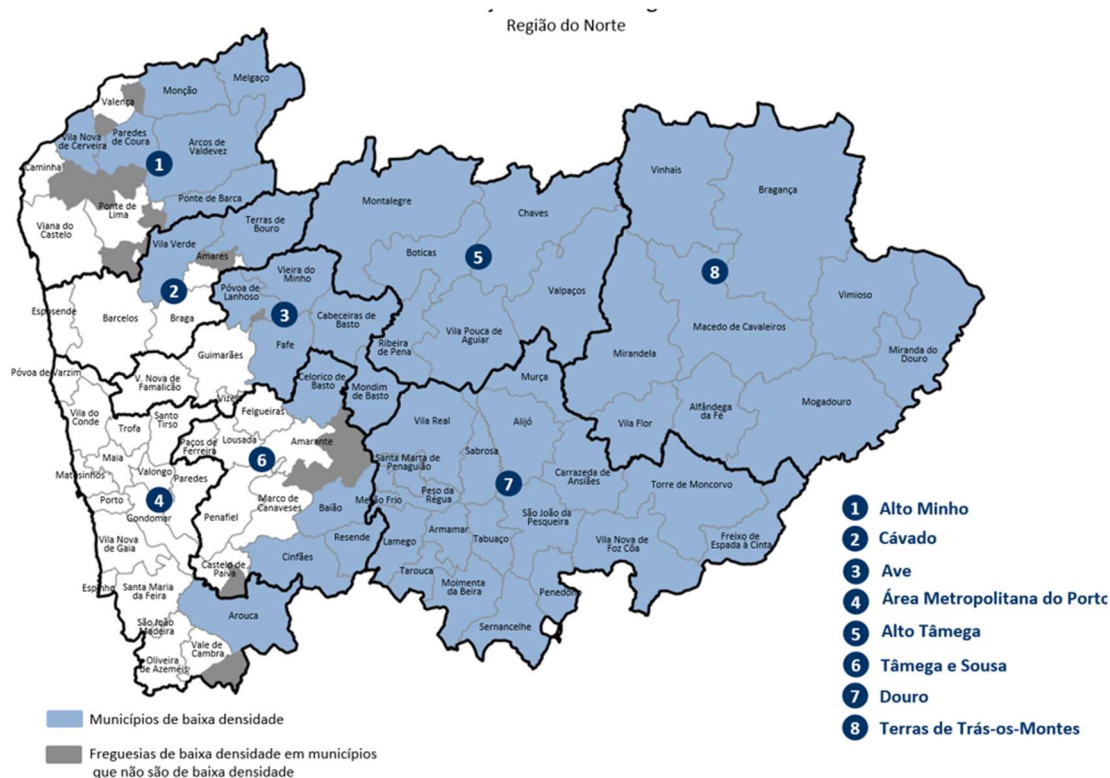 Região do Norte
Melgaço
Monção
Valença
Vila Nova
de Cerveira
Paredes
de Coura
Arcos de
Valdevez
1
Caminha
Ponte de Barca
Ponte de
Lima
Viana do
Castelo
Terras de
Bouro
Vila Verde
Amares
Vieira do
Minho
Póvoa de
Lanhoso
2
3
Esposende
Barcelos
Braga
Cabeceiras de
Basto
Fafe
Guimarães
Montalegre
Chaves
Boticas
5
Valpaços
Vila Pouca de
Aguiar
Ribeira
de Pena
Vinhais
Bragança
8
Vimioso
Macedo de Cavaleiros
Miranda do
Douro
Mirandela
Mogadouro
Alfândega
da Fé
Vila Flor
Póvoa de Varzim
V. Nova de
Famalicão
Vizela
Celorico de
Basto
Mondim de
Basto
Murça
Vila do
Conde
Santo
Tirso
Trofa
Felgueiras
Lousada
Paços de
Ferreira
Amarante
6
Vila Real
Alijó
Sabrosa
Maia
Matosinhos
Valongo
Paredes
Porto
4
Gondomar
Penafiel
Marco de
Canaveses
Baião
Santa Marta de
Penaguião
Mesão Frio
Peso da
Régua
7
Carrazeda de
Ansiães
Torre de Moncorvo
São João da
Pesqueira
Vila Nova
de Gaia
Resende
Cinfães
Castelo de
Paiva
Lamego
Armamar
Tabuaço
Vila Nova de
Foz Côa
Freixo de
Espada à Cinta
Tarouca
Moimenta
da Beira
Penedono
Sernancelhe
Espinho
Santa Maria
da Feira
Arouca
São João
Madeira
Vale de
Cambra
Oliveira
de Azeméis
1 Alto Minho
2 Cávado
3 Ave
4 Área Metropolitana do Porto
5 Alto Tâmega
6 Tâmega e Sousa
7 Douro
8 Terras de Trás-os-Montes
Municípios de baixa densidade
Freguesias de baixa densidade em municípios
que não são de baixa densidade